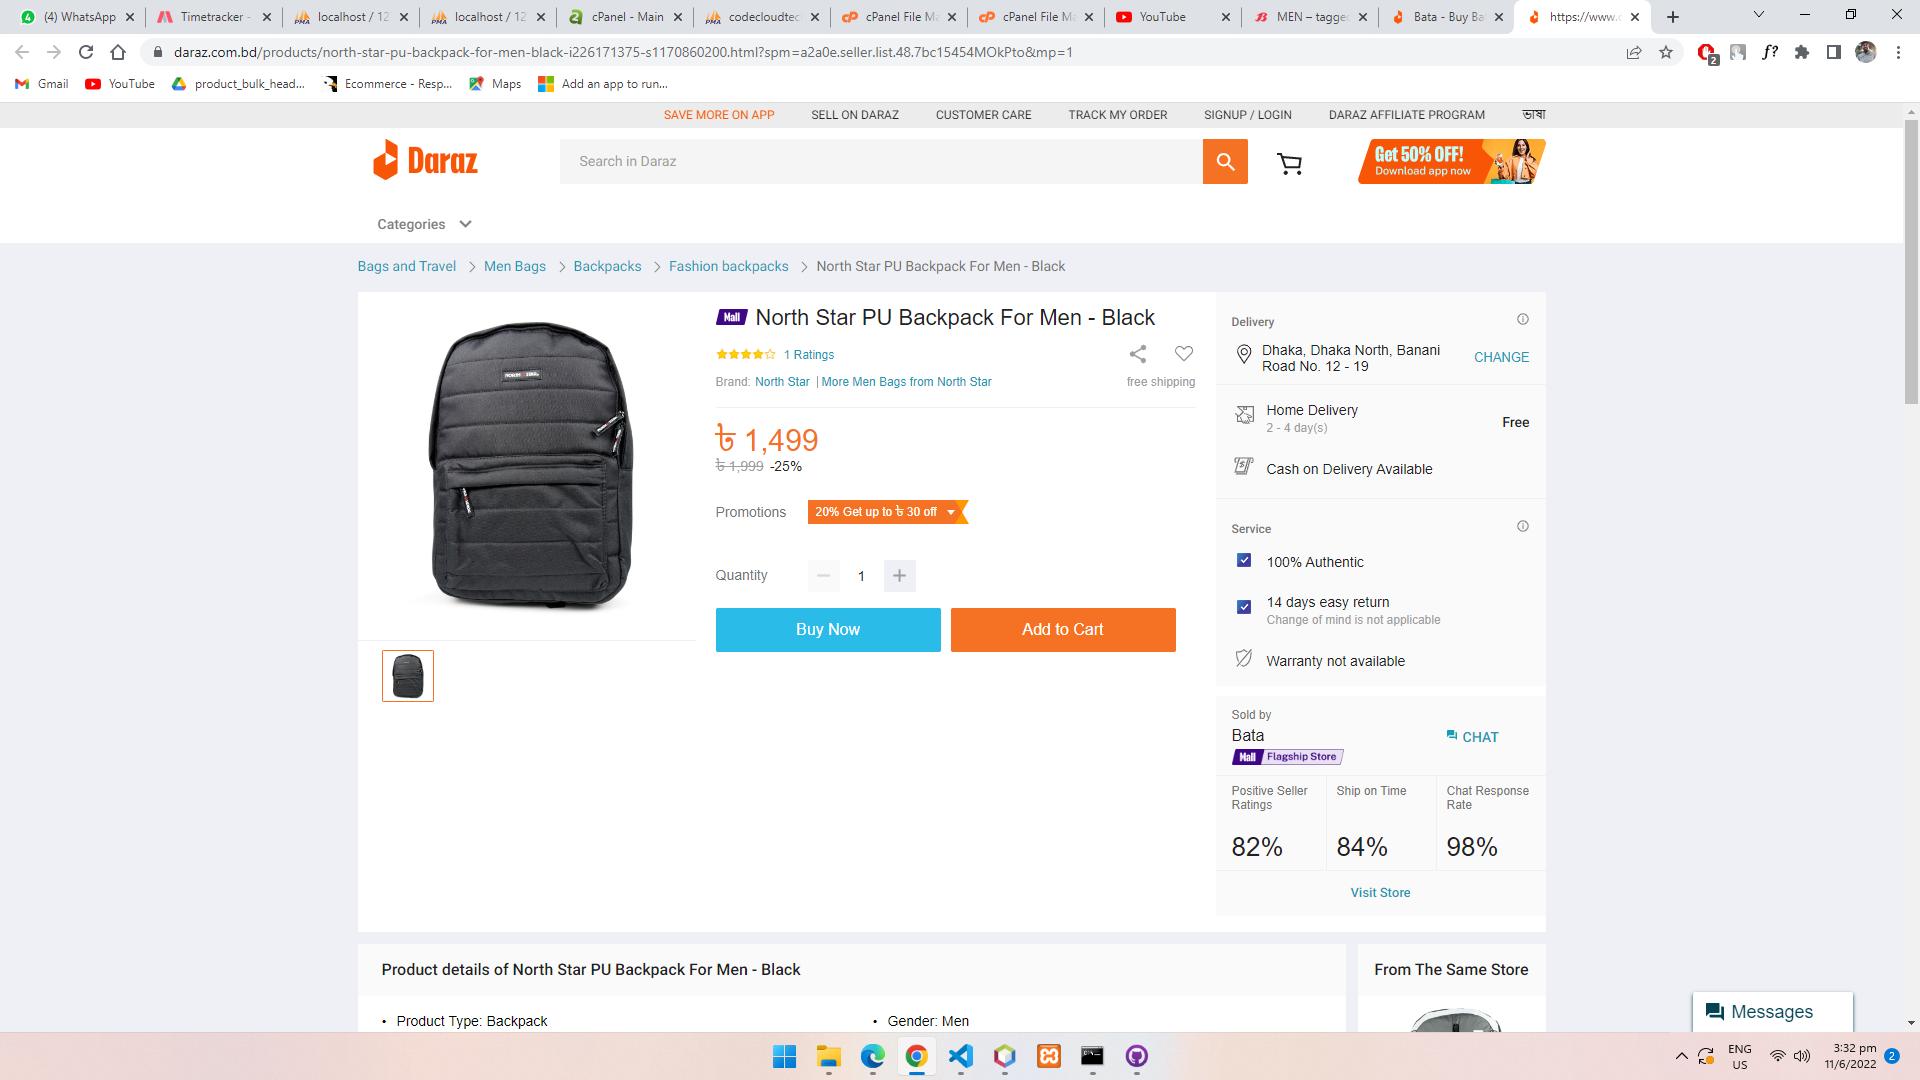 (4) WhatsApp
Timetracker -
localhost / 12
localhost / 12
cPanel - Main
codecloudtec
cPanel File Ma
cPanel File Ma
YouTube
MEN – tagged
Bata - Buy Ba
https://www.
daraz.com.bd/products/north-star-pu-backpack-for-men-black-i226171375-s1170860200.html?spm=a2a0e.seller.list.48.7bc15454MOkPto&mp=1
Gmail
YouTube
product_bulk_head...
Ecommerce - Resp...
Maps
Add an app to run...
SAVE MORE ON APP
SELL ON DARAZ
CUSTOMER CARE
TRACK MY ORDER
SIGNUP / LOGIN
DARAZ AFFILIATE PROGRAM
ভাষা
Daraz
Search in Daraz
Get 50% OFF!
Download app now
Categories
Bags and Travel > Men Bags > Backpacks > Fashion backpacks > North Star PU Backpack For Men - Black
Mall North Star PU Backpack For Men - Black
1 Ratings
Brand: North Star | More Men Bags from North Star
free shipping
৳ 1,499
৳ 1,999 -25%
Promotions
20% Get up to ৳ 30 off
Quantity
1
Buy Now
Add to Cart
Delivery
Dhaka, Dhaka North, Banani
Road No. 12 - 19
CHANGE
Home Delivery
2 - 4 day(s)
Free
Cash on Delivery Available
Service
100% Authentic
14 days easy return
Change of mind is not applicable
Warranty not available
Sold by
Bata
CHAT
Mall Flagship Store
Positive Seller
Ratings
82%
Ship on Time
84%
Chat Response
Rate
98%
Visit Store
Product details of North Star PU Backpack For Men - Black
• Product Type: Backpack
• Gender: Men
From The Same Store
Messages
ENG
US
3:32 pm
11/6/2022
2